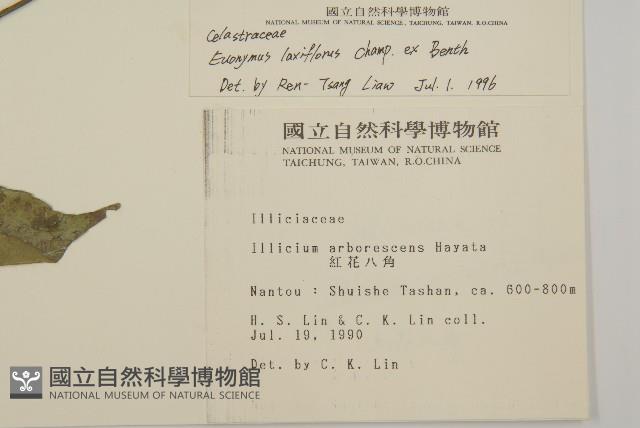 國立自然科學博物館
NATIONAL MUSEUM OF NATURAL SCIENCE, TAICHUNG, TAIWAN, R.O.CHINA
Celastraceae
Euonymus laxiflorus Champ. ex Benth
Det. by Ren-Tsang Liaw Jul. 1. 1996
國立自然科學博物館
NATIONAL MUSEUM OF NATURAL SCIENCE
TAICHUNG, TAIWAN, R.O.CHINA
Illiciaceae
Illicium arborescens Hayata
紅花八角
Nantou : Shuishe Tashan, ca. 600-800m
H. S. Lin & C. K. Lin coll.
Jul. 19, 1990
Det. by C. K. Lin
國立自然科學博物館
NATIONAL MUSEUM OF NATURAL SCIENCE